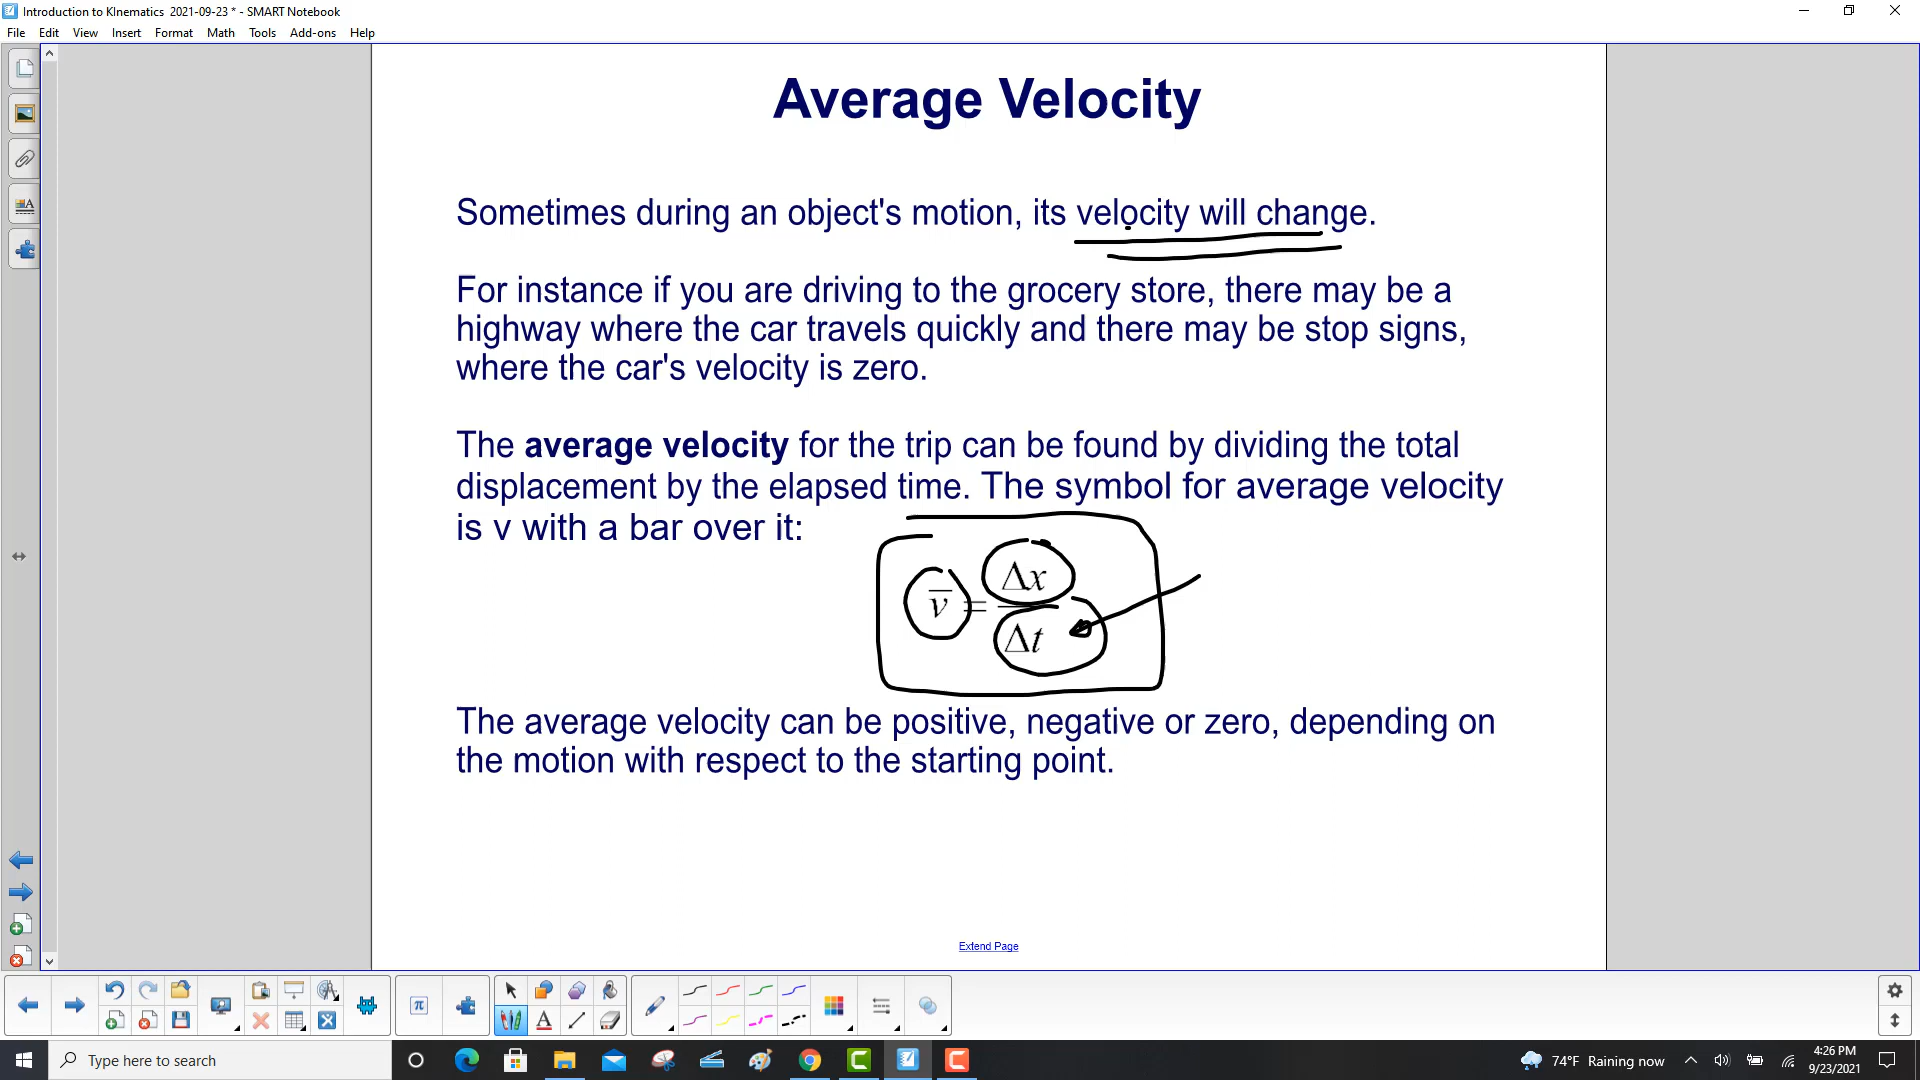 Introduction to KInematics 2021-09-23 * - SMART Notebook
File Edit View Insert Format Math Tools Add-ons Help
Average Velocity
Sometimes during an object's motion, its velocity will change.
For instance if you are driving to the grocery store, there may be a
highway where the car travels quickly and there may be stop signs,
where the car's velocity is zero.
The average velocity for the trip can be found by dividing the total
displacement by the elapsed time. The symbol for average velocity
is v with a bar over it:
Δx
v̅ =
Δt
The average velocity can be positive, negative or zero, depending on
the motion with respect to the starting point.
Extend Page
π
A
Type here to search
74°F Raining now
4:26 PM
9/23/2021